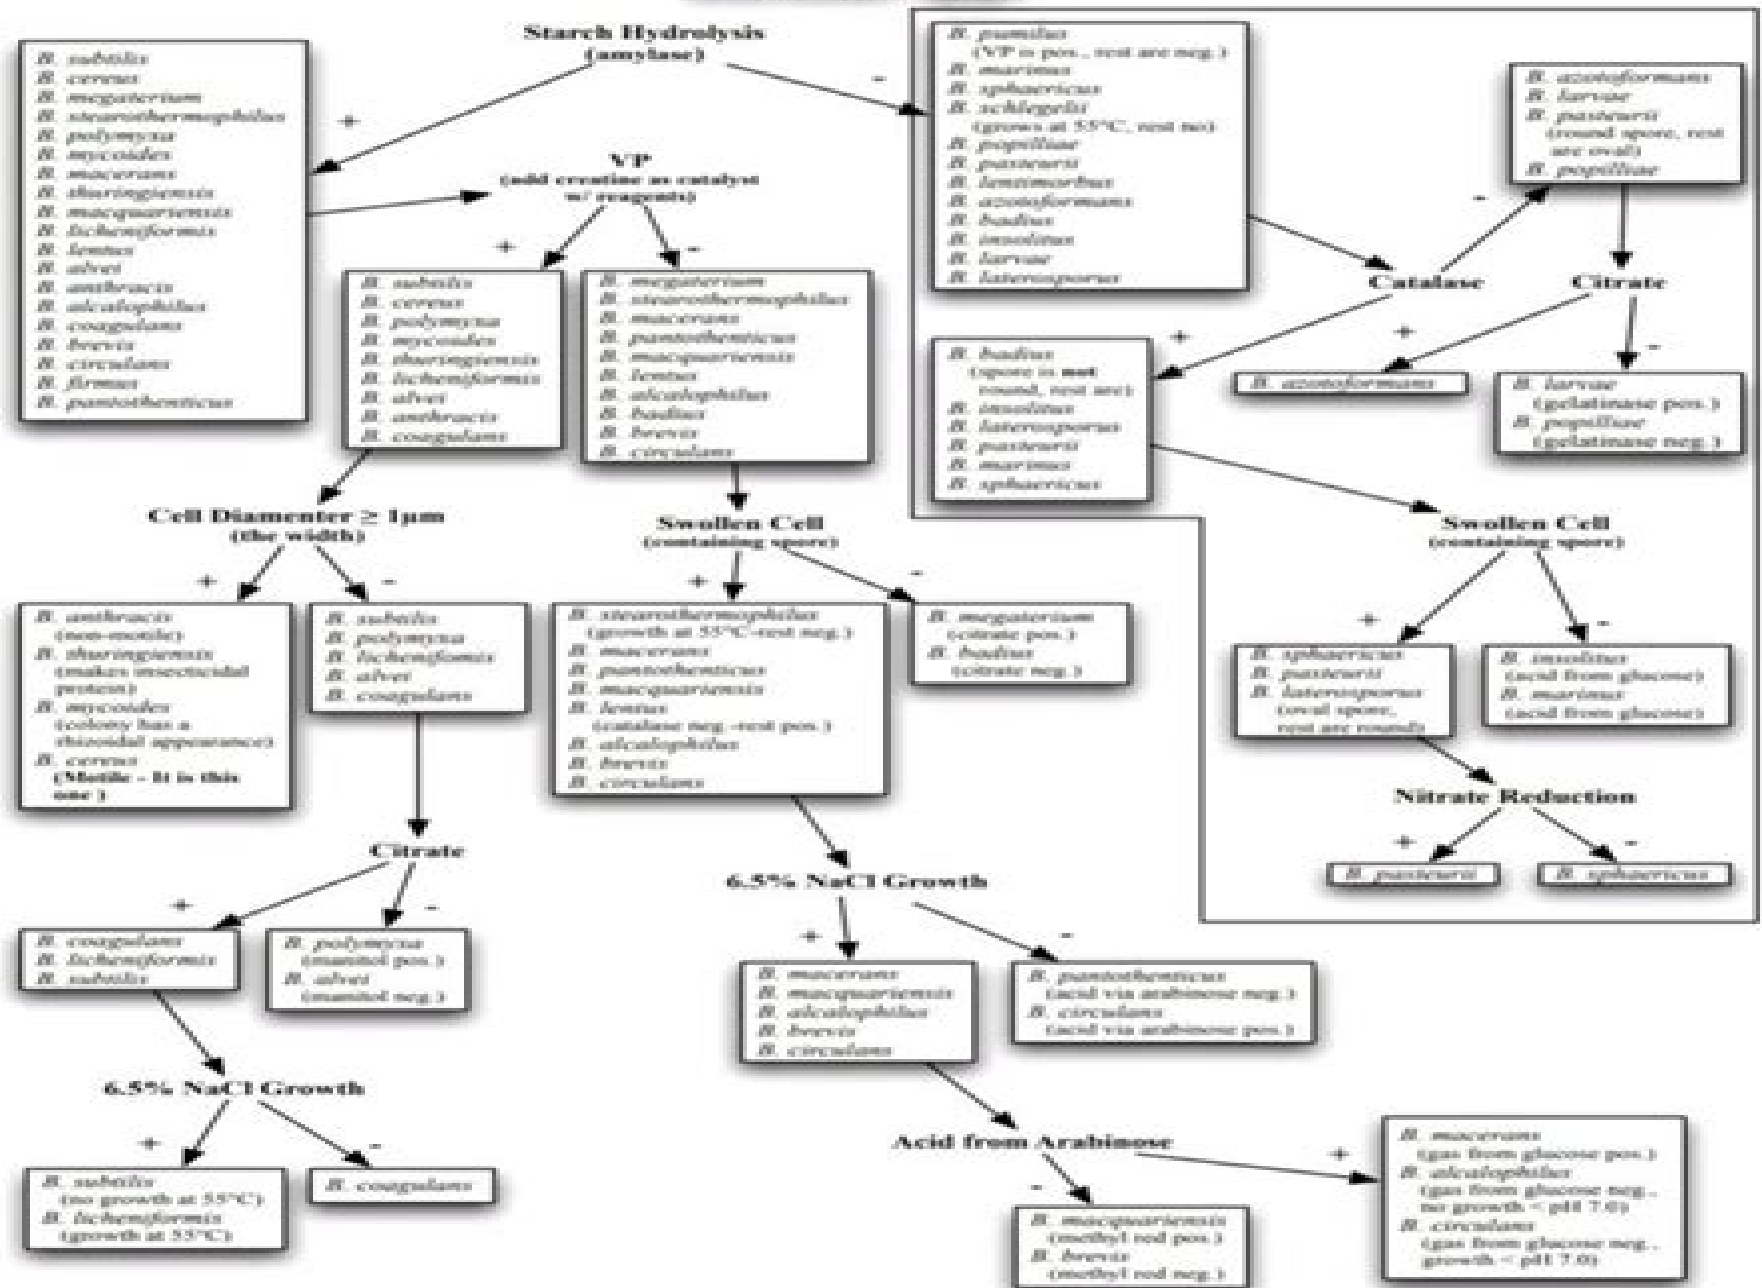 Starch Hydrolysis
(amylase)
B. subtilis
B. cereus
B. megaterium
B. stearothermophilus
B. polymyxa
B. mycoides
B. macerans
B. thuringiensis
B. macquariensis
B. licheniformis
B. lentus
B. alvei
B. anthracis
B. alcalophilus
B. coagulans
B. brevis
B. circulans
B. firmus
B. pantothenticus
+
-
VP
(add creatine as catalyst
w/ reagents)
+
-
B. subtilis
B. cereus
B. polymyxa
B. mycoides
B. thuringiensis
B. licheniformis
B. alvei
B. anthracis
B. coagulans
B. megaterium
B. stearothermophilus
B. macerans
B. pantothenticus
B. macquariensis
B. lentus
B. alcalophilus
B. badius
B. brevis
B. circulans
Cell Diamenter ≥ 1µm
(the width)
+
-
B. anthracis
(non-motile)
B. thuringiensis
(makes insecticidal
protein)
B. mycoides
(colony has a
rhizoidal appearance)
B. cereus
(Motile - It is this
one )
B. subtilis
B. polymyxa
B. licheniformis
B. alvei
B. coagulans
Citrate
+
-
B. coagulans
B. licheniformis
B. subtilis
B. polymyxa
(manitol pos.)
B. alvei
(manitol neg.)
6.5% NaCl Growth
+
-
B. subtilis
(no growth at 55°C)
B. licheniformis
(growth at 55°C)
B. coagulans
Swollen Cell
(containing spore)
+
-
B. stearothermophilus
(growth at 55°C-rest neg.)
B. macerans
B. pantothenticus
B. macquariensis
B. lentus
(catalase neg.-rest pos.)
B. alcalophilus
B. brevis
B. circulans
B. megaterium
(citrate pos.)
B. badius
(citrate neg.)
6.5% NaCl Growth
+
-
B. macerans
B. macquariensis
B. alcalophilus
B. brevis
B. circulans
B. pantothenticus
(acid via arabinose neg.)
B. circulans
(acid via arabinose pos.)
Acid from Arabinose
-
+
B. macquariensis
(methyl red pos.)
B. brevis
(methyl red neg.)
B. macerans
(gas from glucose pos.)
B. alcalophilus
(gas from glucose neg.,
no growth < pH 7.0)
B. circulans
(gas from glucose neg.,
growth < pH 7.0)
B. pumilus
(VP is pos., rest are neg.)
B. marinus
B. sphaericus
B. schlegelii
(grows at 55°C, rest no)
B. popilliae
B. pasteurii
B. lentimorbus
B. azotoformans
B. badius
B. insolitus
B. larvae
B. laterosporus
Catalase
-
+
B. azotoformans
B. larvae
B. pasteurii
(round spore, rest
are oval)
B. popilliae
Citrate
+
-
B. azotoformans
B. larvae
(gelatinase pos.)
B. popilliae
(gelatinase neg.)
B. badius
(spore is not
round, rest are)
B. insolitus
B. laterosporus
B. pasteurii
B. marinus
B. sphaericus
Swollen Cell
(containing spore)
+
-
B. sphaericus
B. pasteurii
B. laterosporus
(oval spore,
rest are round)
B. insolitus
(acid from glucose)
B. marinus
(acid from glucose)
Nitrate Reduction
+
-
B. pasteurii
B. sphaericus